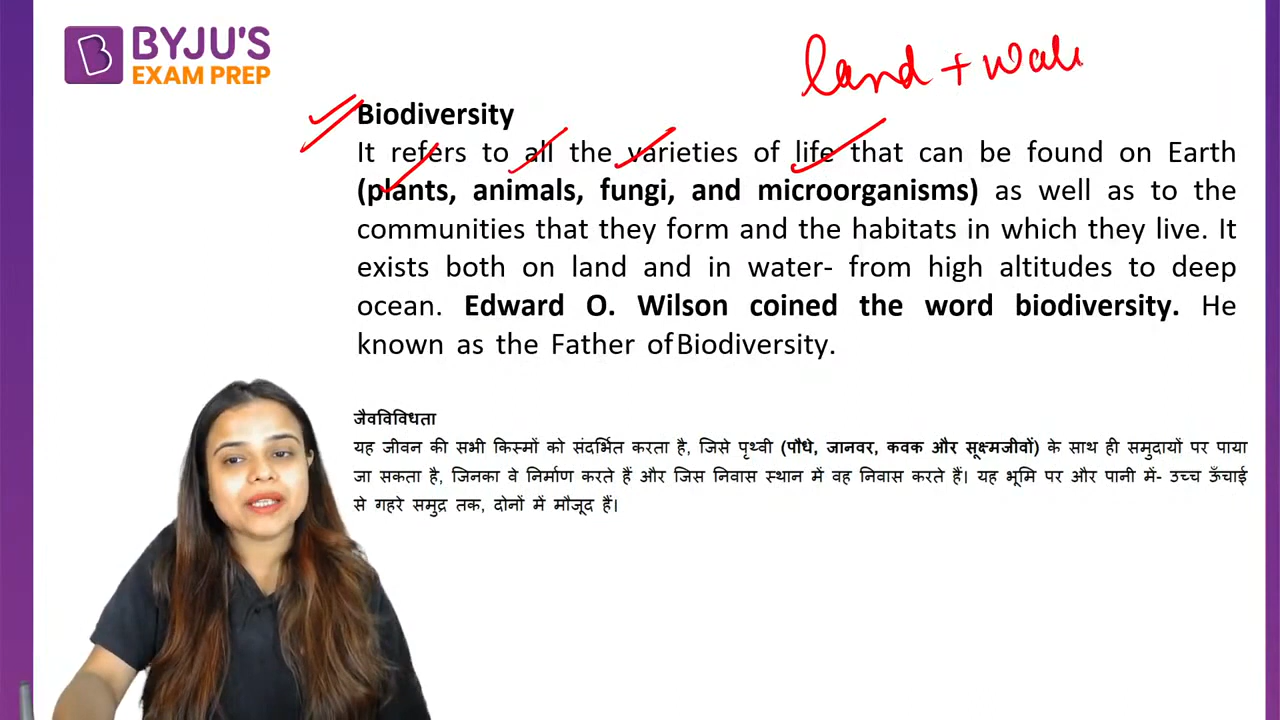 BYJU'S
EXAM PREP
land +
Biodiversity
It refers to all the varieties of life that can be found on Earth
(plants, animals, fungi, and microorganisms) as well as to the
communities that they form and the habitats in which they live. It
exists both on land and in water- from high altitudes to deep
ocean. Edward O. Wilson coined the word biodiversity. He
known as the Father of Biodiversity.
जैवविविधता
यह जीवन की सभी किस्मों को संदर्भित करता है, जिसे पृथ्वी (पौधे, जानवर, कवक और सूक्ष्मजीवों) के साथ ही समुदायों पर पाया
जा सकता है, जिनका वे निर्माण करते हैं और जिस निवास स्थान में वह निवास करते हैं। यह भूमि पर और पानी में- उच्च ऊँचाई
से गहरे समुद्र तक, दोनों में मौजूद हैं।